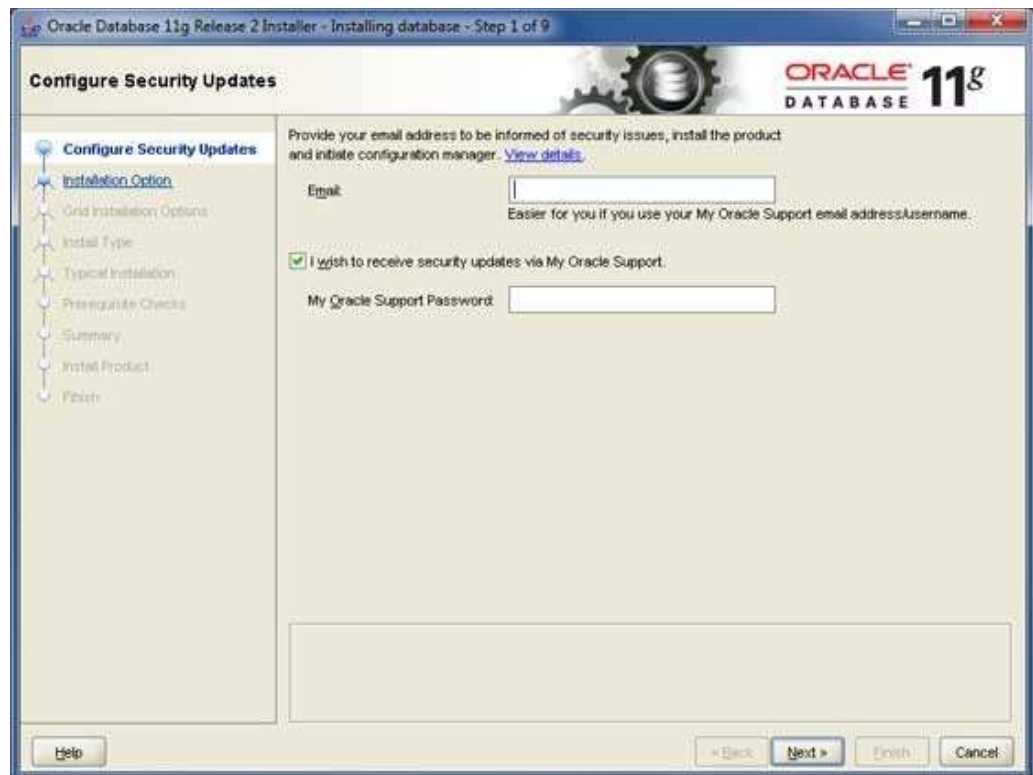 Oracle Database 11g Release 2 Installer - Installing database - Step 1 of 9
Configure Security Updates
ORACLE
DATABASE
11g
Configure Security Updates
Installation Option
Grid Installation Options
Install Type
Typical Installation
Prerequisite Checks
Summary
Install Product
Finish
Provide your email address to be informed of security issues, install the product
and initiate configuration manager. View details.
Email:
Easier for you if you use your My Oracle Support email address/username.
I wish to receive security updates via My Oracle Support.
My Oracle Support Password:
Help
< Back
Next >
Finish
Cancel